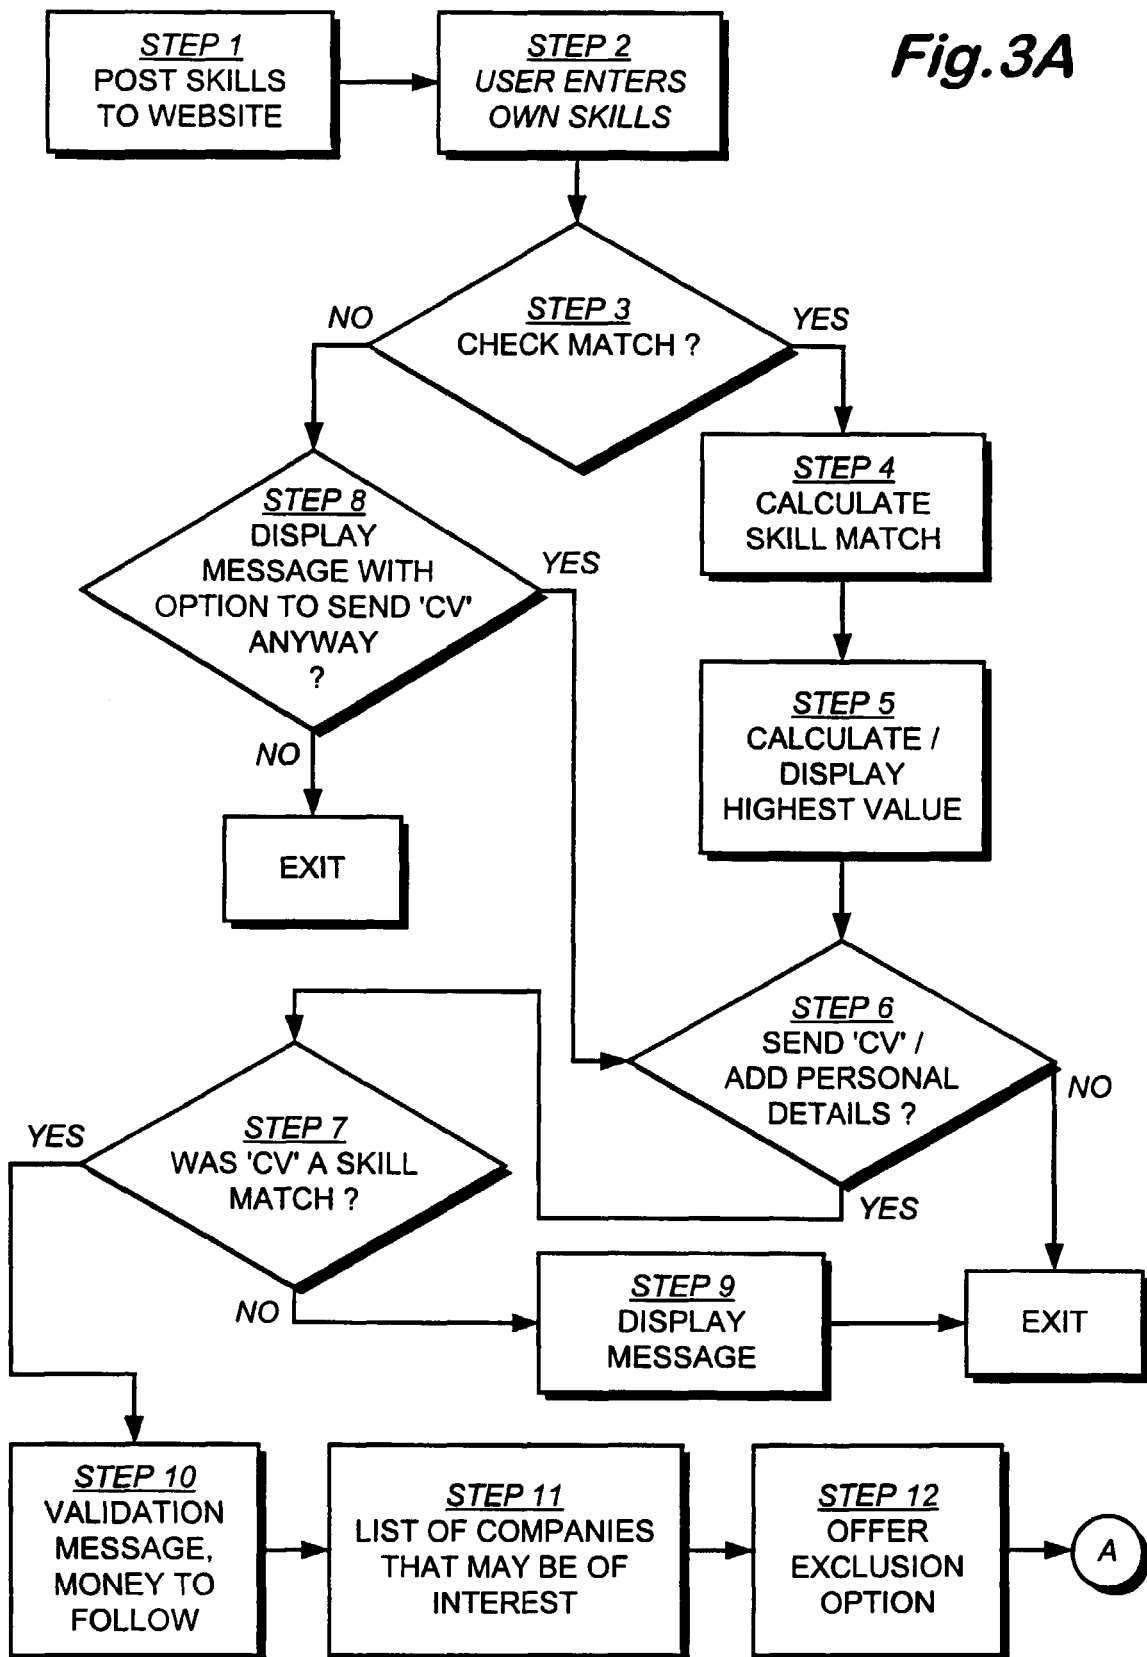 Fig.3A
STEP 1
POST SKILLS
TO WEBSITE
STEP 2
USER ENTERS
OWN SKILLS
STEP 3
CHECK MATCH ?
NO
YES
STEP 4
CALCULATE
SKILL MATCH
STEP 8
DISPLAY
MESSAGE WITH
OPTION TO SEND 'CV'
ANYWAY
?
YES
NO
EXIT
STEP 5
CALCULATE /
DISPLAY
HIGHEST VALUE
STEP 6
SEND 'CV' /
ADD PERSONAL
DETAILS ?
NO
YES
STEP 7
WAS 'CV' A SKILL
MATCH ?
YES
NO
STEP 9
DISPLAY
MESSAGE
EXIT
STEP 10
VALIDATION
MESSAGE,
MONEY TO
FOLLOW
STEP 11
LIST OF COMPANIES
THAT MAY BE OF
INTEREST
STEP 12
OFFER
EXCLUSION
OPTION
A